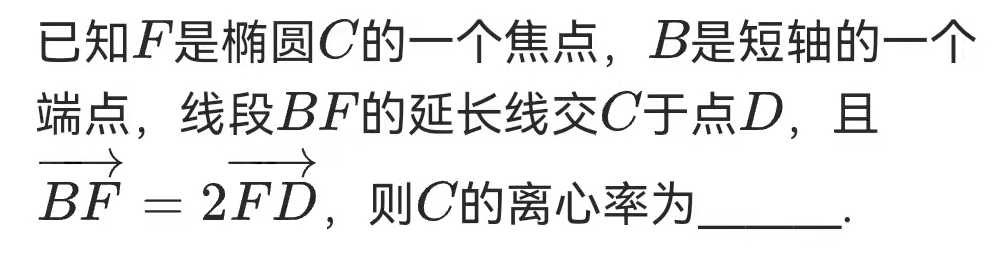 已知F是椭圆C的一个焦点，B是短轴的一个
端点，线段BF的延长线交C于点D，且
$\overrightarrow{BF} = 2\overrightarrow{FD}$，则C的离心率为______.